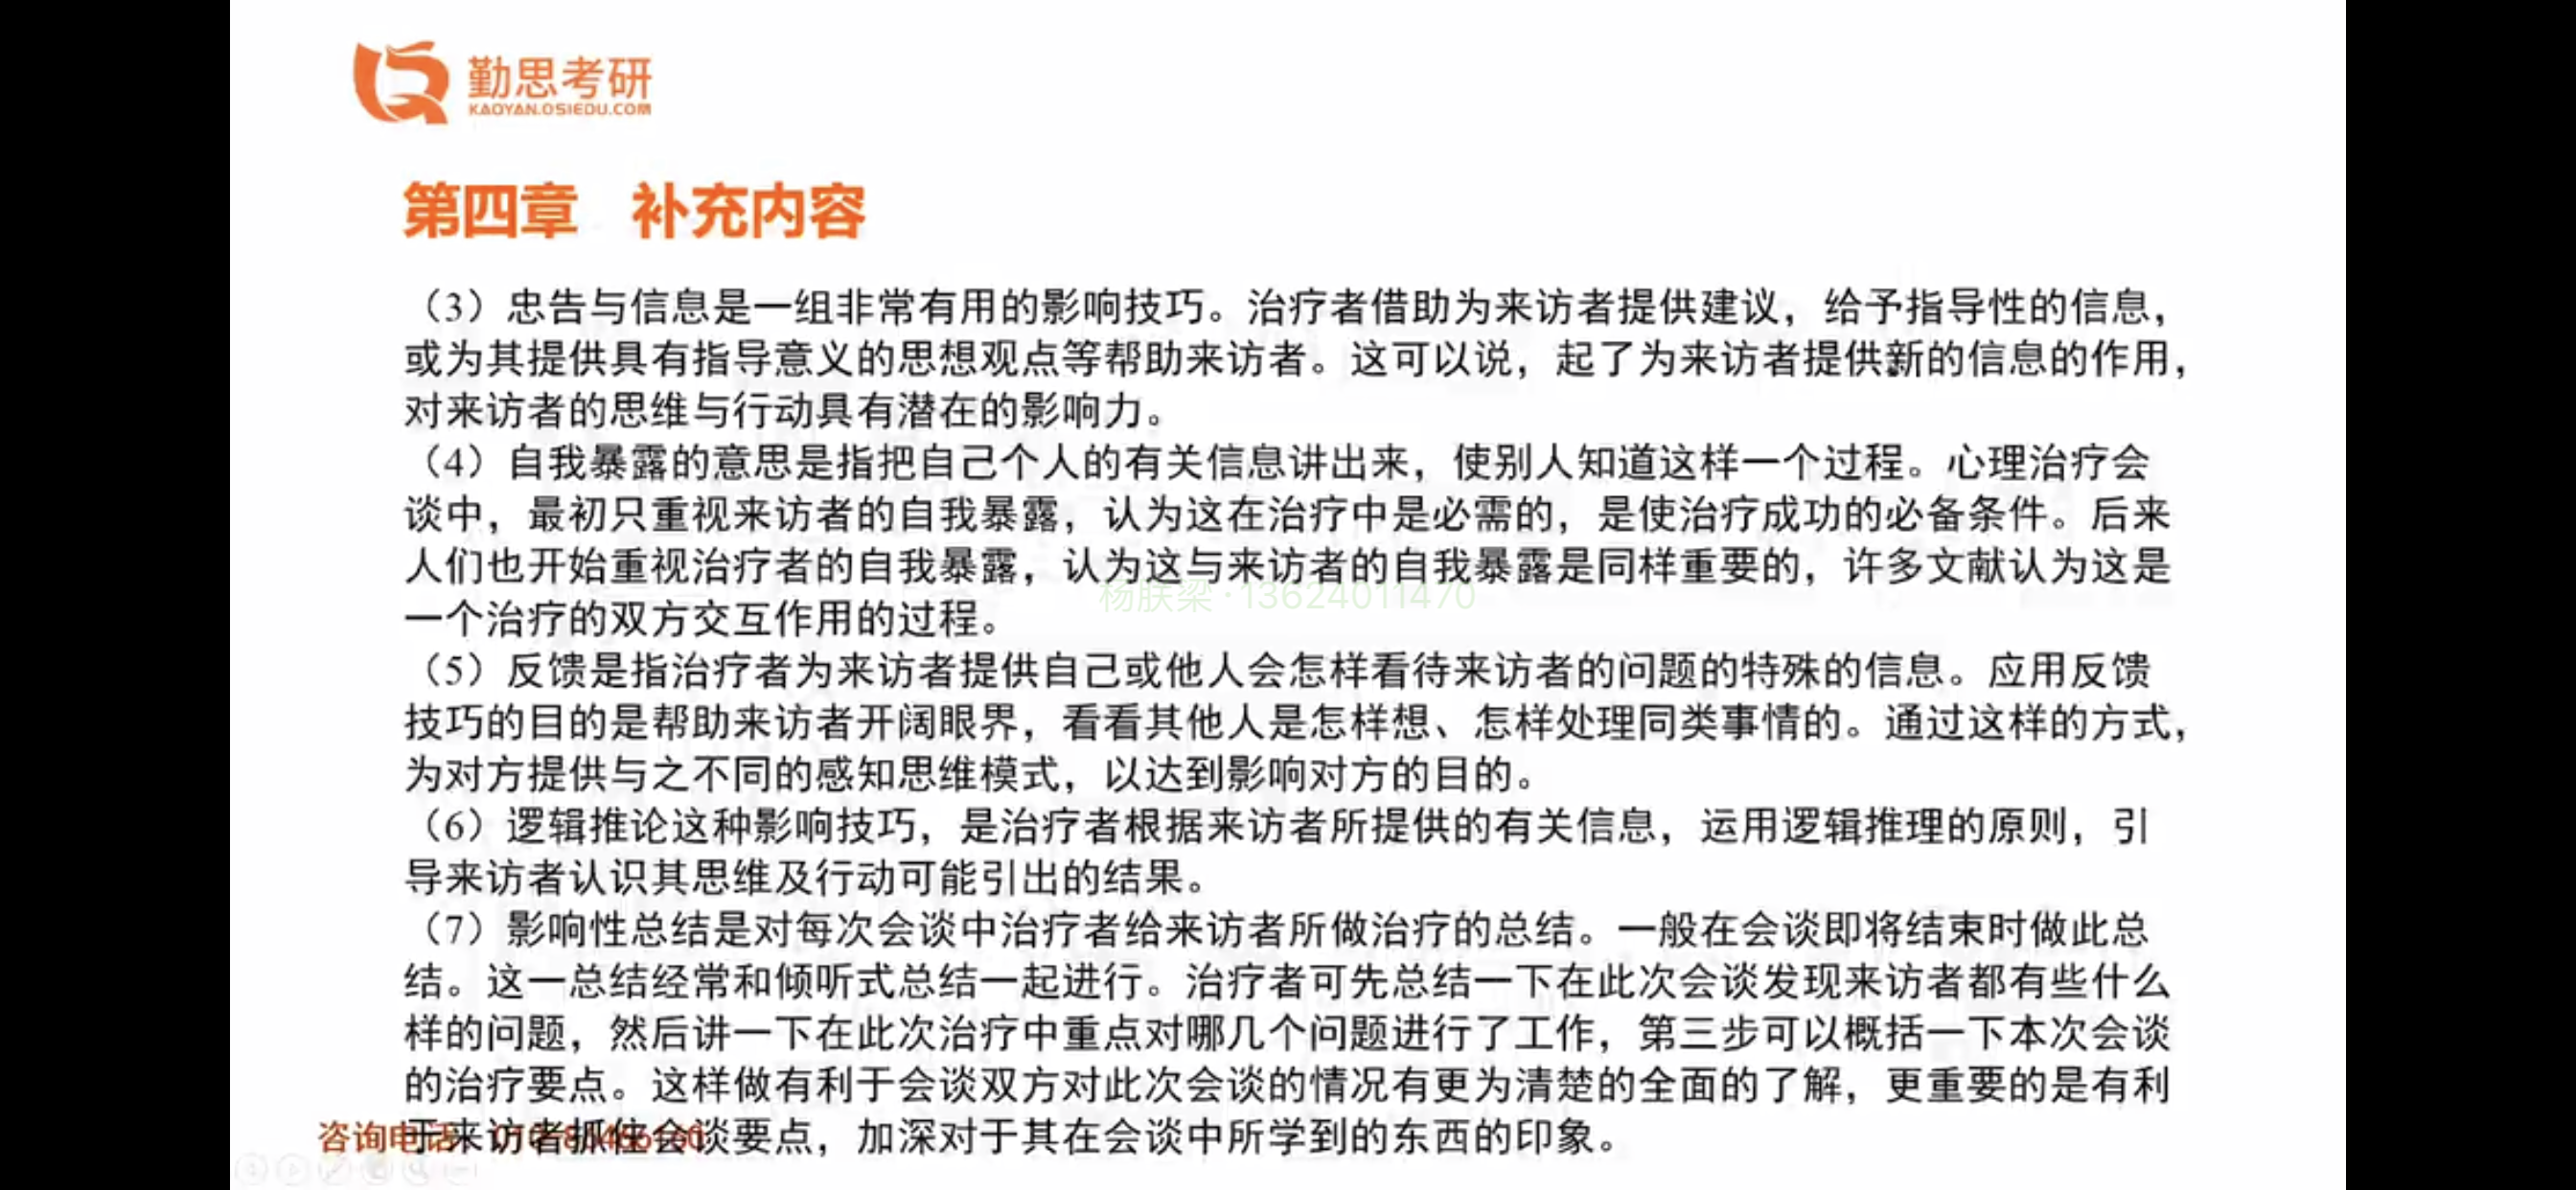 勤思考研
KAOYAN.OSIEDU.COM
第四章 补充内容
（3）忠告与信息是一组非常有用的影响技巧。治疗者借助为来访者提供建议，给予指导性的信息，
或为其提供具有指导意义的思想观点等帮助来访者。这可以说，起了为来访者提供新的信息的作用，
对来访者的思维与行动具有潜在的影响力。
（4）自我暴露的意思是指把自己个人的有关信息讲出来，使别人知道这样一个过程。心理治疗会
谈中，最初只重视来访者的自我暴露，认为这在治疗中是必需的，是使治疗成功的必备条件。后来
人们也开始重视治疗者的自我暴露，认为这与来访者的自我暴露是同样重要的，许多文献认为这是
杨肤梁·13624011470
一个治疗的双方交互作用的过程。
（5）反馈是指治疗者为来访者提供自己或他人会怎样看待来访者的问题的特殊的信息。应用反馈
技巧的目的是帮助来访者开阔眼界，看看其他人是怎样想、怎样处理同类事情的。通过这样的方式，
为对方提供与之不同的感知思维模式，以达到影响对方的目的。
（6）逻辑推论这种影响技巧，是治疗者根据来访者所提供的有关信息，运用逻辑推理的原则，引
导来访者认识其思维及行动可能引出的结果。
（7）影响性总结是对每次会谈中治疗者给来访者所做治疗的总结。一般在会谈即将结束时做此总
结。这一总结经常和倾听式总结一起进行。治疗者可先总结一下在此次会谈发现来访者都有些什么
样的问题，然后讲一下在此次治疗中重点对哪几个问题进行了工作，第三步可以概括一下本次会谈
的治疗要点。这样做有利于会谈双方对此次会谈的情况有更为清楚的全面的了解，更重要的是有利
于来访者抓住会谈要点，加深对于其在会谈中所学到的东西的印象。
咨询电话